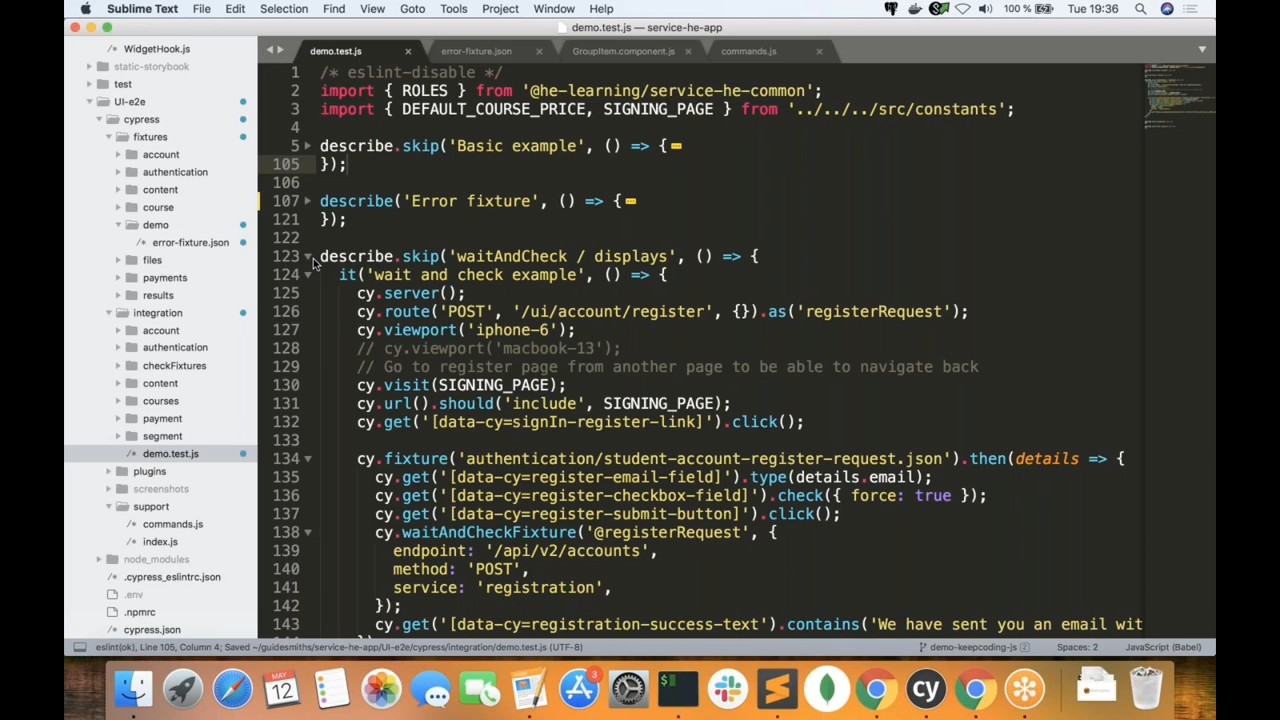 Sublime Text File Edit Selection Find View Goto Tools Project Window Help 100 % Tue 19:36
demo.test.js — service-he-app
WidgetHook.js
static-storybook
test
UI-e2e
cypress
fixtures
account
authentication
content
course
demo
error-fixture.json
files
payments
results
integration
account
authentication
checkFixtures
content
courses
payment
segment
demo.test.js
plugins
screenshots
support
commands.js
index.js
node_modules
.cypress_eslintrc.json
.env
.npmrc
cypress.json
demo.test.js error-fixture.json GroupItem.component.js commands.js
1 /* eslint-disable */
2 import { ROLES } from '@he-learning/service-he-common';
3 import { DEFAULT_COURSE_PRICE, SIGNING_PAGE } from '../../../src/constants';
4
5 describe.skip('Basic example', () => {
105 });
106
107 describe('Error fixture', () => {
121 });
122
123 describe.skip('waitAndCheck / displays', () => {
124 it('wait and check example', () => {
125 cy.server();
126 cy.route('POST', '/ui/account/register', {}).as('registerRequest');
127 cy.viewport('iphone-6');
128 // cy.viewport('macbook-13');
129 // Go to register page from another page to be able to navigate back
130 cy.visit(SIGNING_PAGE);
131 cy.url().should('include', SIGNING_PAGE);
132 cy.get('[data-cy=signIn-register-link]').click();
133
134 cy.fixture('authentication/student-account-register-request.json').then(details => {
135 cy.get('[data-cy=register-email-field]').type(details.email);
136 cy.get('[data-cy=register-checkbox-field]').check({ force: true });
137 cy.get('[data-cy=register-submit-button]').click();
138 cy.waitAndCheckFixture('@registerRequest', {
139 endpoint: '/api/v2/accounts',
140 method: 'POST',
141 service: 'registration',
142 });
143 cy.get('[data-cy=registration-success-text').contains('We have sent you an email wit
eslint(ok), Line 105, Column 4; Saved ~/guidesmiths/service-he-app/UI-e2e/cypress/integration/demo.test.js (UTF-8) demo-keepcoding-js 2 Spaces: 2 JavaScript (Babel)
MAY
12
3
cy